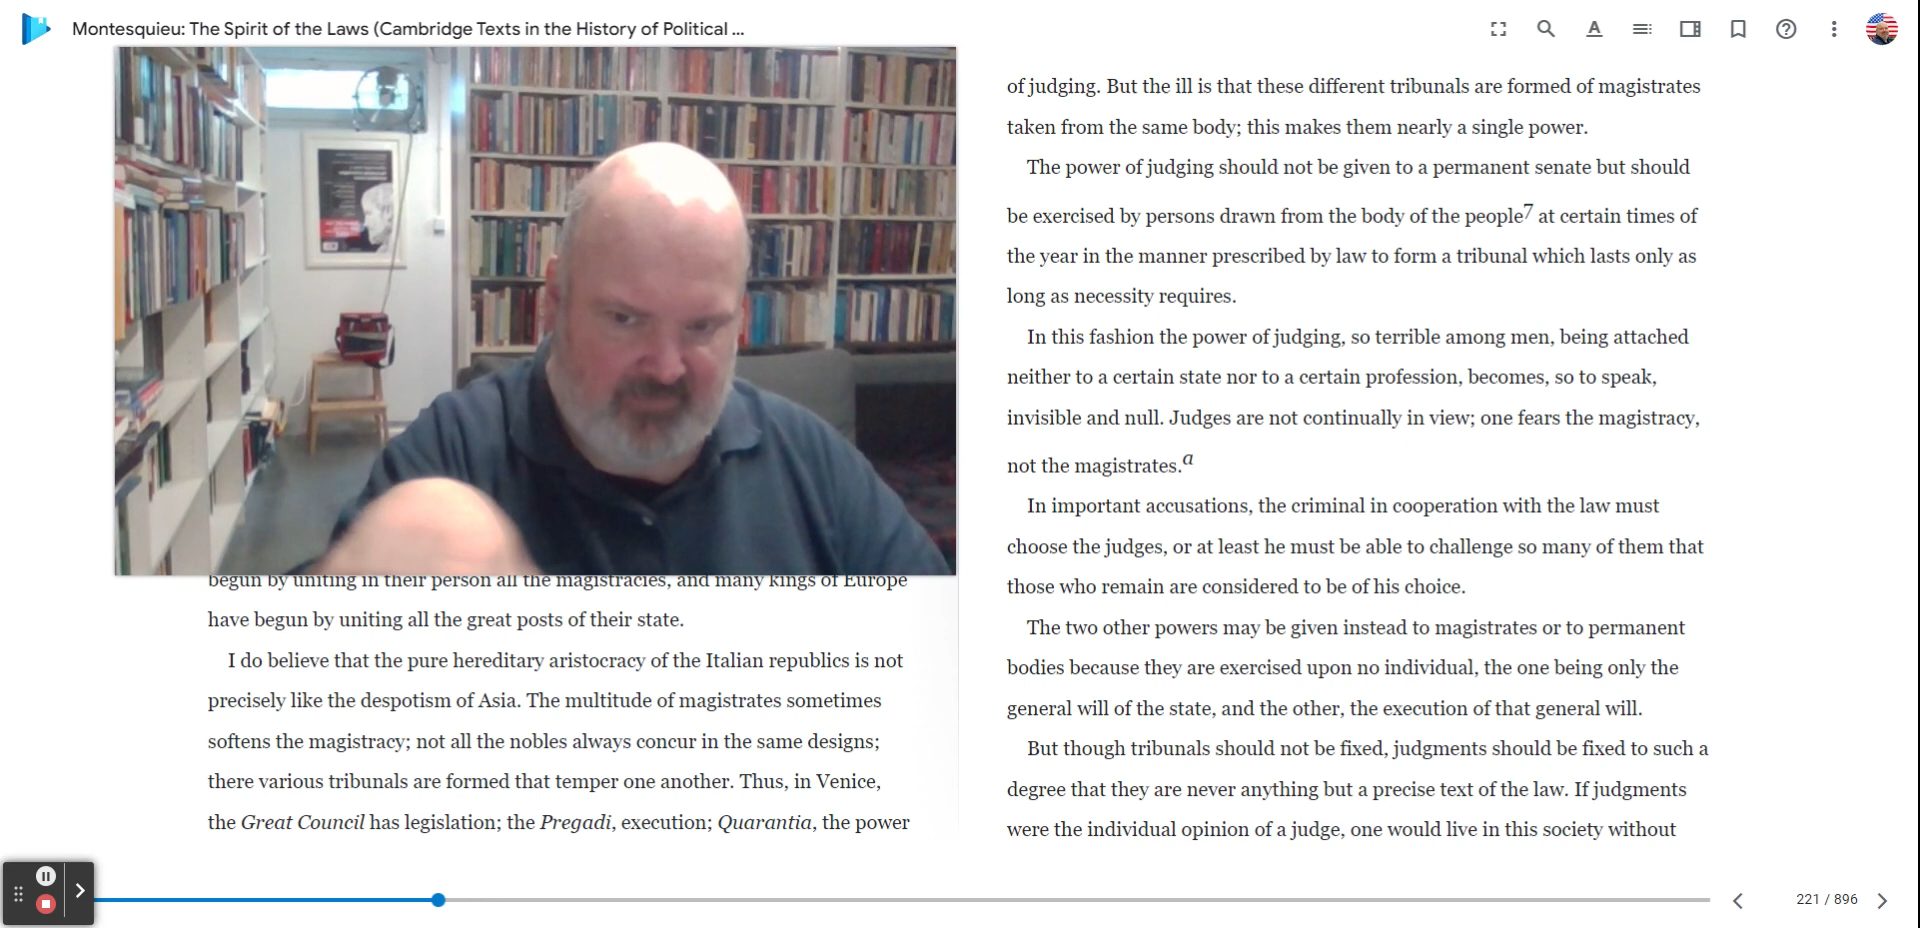 Montesquieu: The Spirit of the Laws (Cambridge Texts in the History of Political ...
begun by uniting in their person all the magistracies, and many kings of Europe
have begun by uniting all the great posts of their state.
I do believe that the pure hereditary aristocracy of the Italian republics is not
precisely like the despotism of Asia. The multitude of magistrates sometimes
softens the magistracy; not all the nobles always concur in the same designs;
there various tribunals are formed that temper one another. Thus, in Venice,
the Great Council has legislation; the Pregadi, execution; Quarantia, the power
of judging. But the ill is that these different tribunals are formed of magistrates
taken from the same body; this makes them nearly a single power.
The power of judging should not be given to a permanent senate but should
be exercised by persons drawn from the body of the people7 at certain times of
the year in the manner prescribed by law to form a tribunal which lasts only as
long as necessity requires.
In this fashion the power of judging, so terrible among men, being attached
neither to a certain state nor to a certain profession, becomes, so to speak,
invisible and null. Judges are not continually in view; one fears the magistracy,
not the magistrates.a
In important accusations, the criminal in cooperation with the law must
choose the judges, or at least he must be able to challenge so many of them that
those who remain are considered to be of his choice.
The two other powers may be given instead to magistrates or to permanent
bodies because they are exercised upon no individual, the one being only the
general will of the state, and the other, the execution of that general will.
But though tribunals should not be fixed, judgments should be fixed to such a
degree that they are never anything but a precise text of the law. If judgments
were the individual opinion of a judge, one would live in this society without
221 / 896